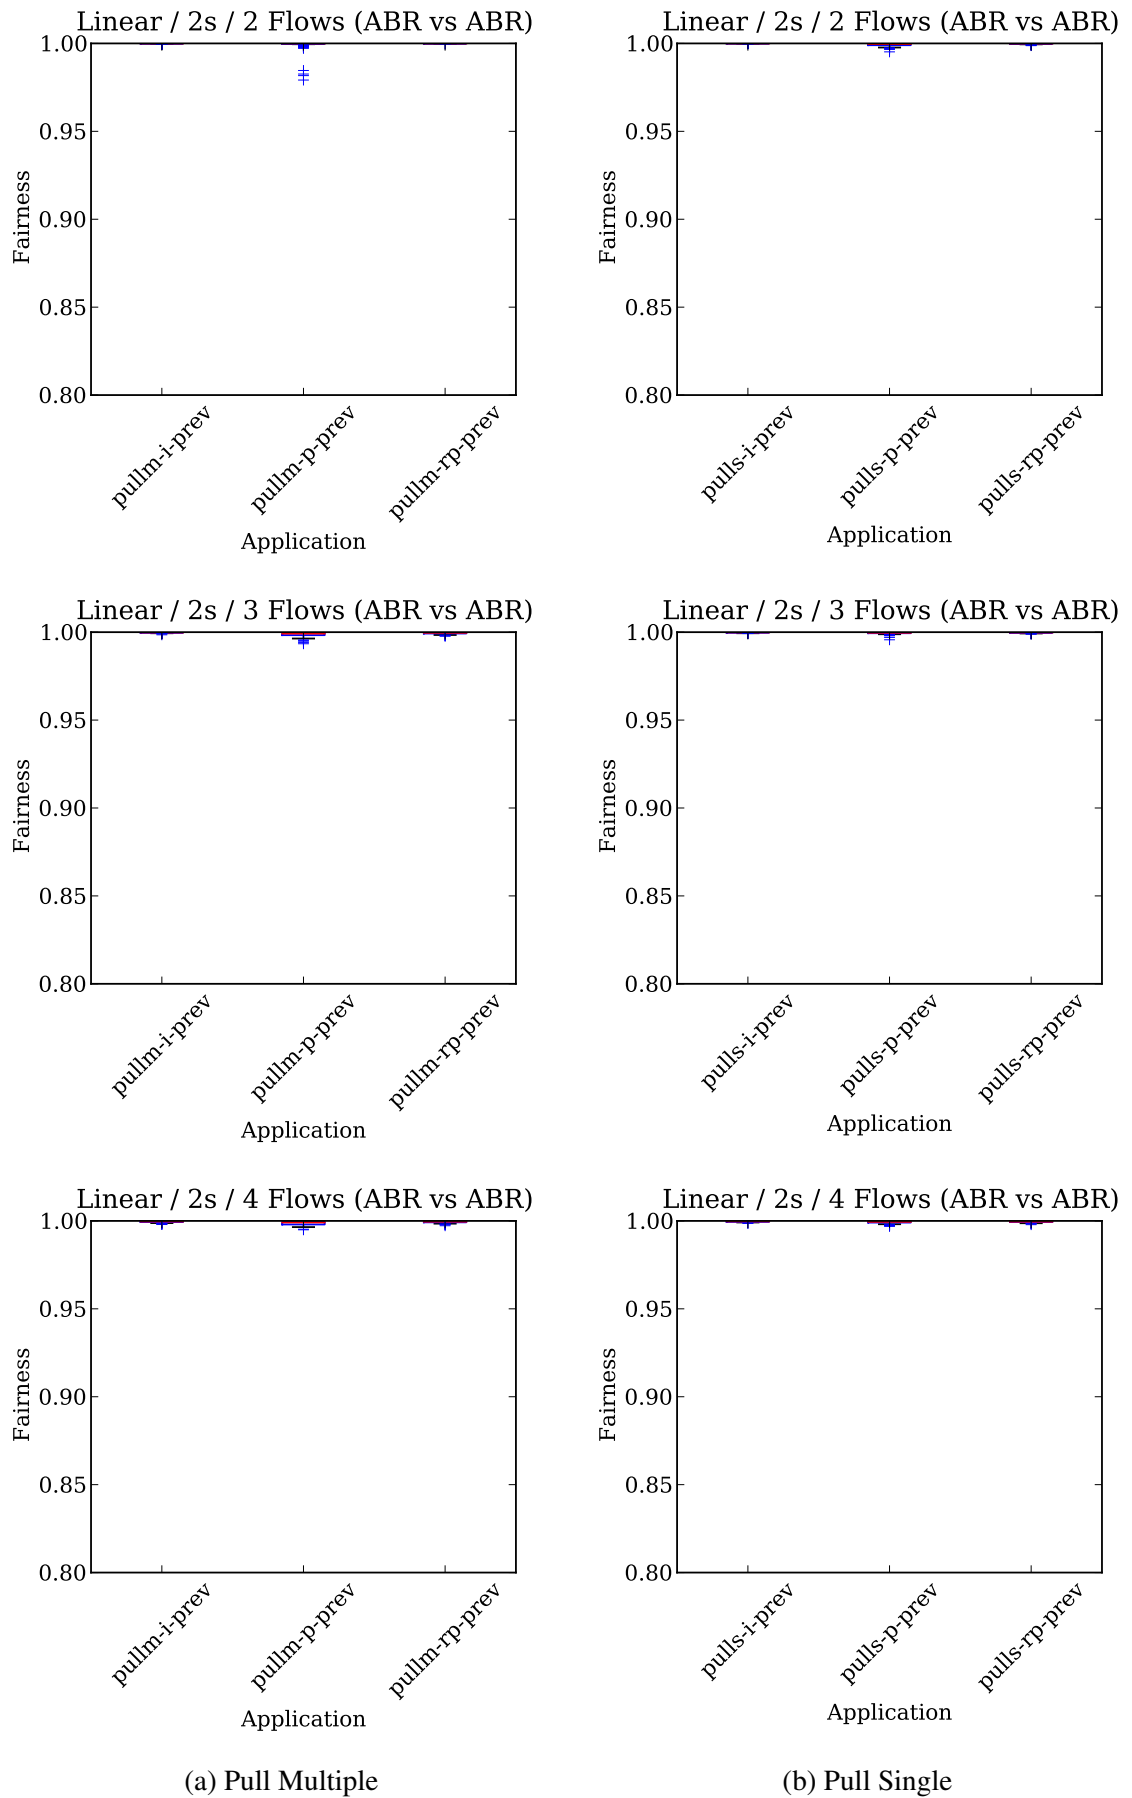 Linear / 2s / 2 Flows (ABR vs ABR)
1.00
0.95
0.90
0.85
0.80
Fairness
pullm-i-prev
pullm-p-prev
pullm-rp-prev
Application
Linear / 2s / 2 Flows (ABR vs ABR)
1.00
0.95
0.90
0.85
0.80
Fairness
pulls-i-prev
pulls-p-prev
pulls-rp-prev
Application
Linear / 2s / 3 Flows (ABR vs ABR)
1.00
0.95
0.90
0.85
0.80
Fairness
pullm-i-prev
pullm-p-prev
pullm-rp-prev
Application
Linear / 2s / 3 Flows (ABR vs ABR)
1.00
0.95
0.90
0.85
0.80
Fairness
pulls-i-prev
pulls-p-prev
pulls-rp-prev
Application
Linear / 2s / 4 Flows (ABR vs ABR)
1.00
0.95
0.90
0.85
0.80
Fairness
pullm-i-prev
pullm-p-prev
pullm-rp-prev
Application
Linear / 2s / 4 Flows (ABR vs ABR)
1.00
0.95
0.90
0.85
0.80
Fairness
pulls-i-prev
pulls-p-prev
pulls-rp-prev
Application
(a) Pull Multiple
(b) Pull Single